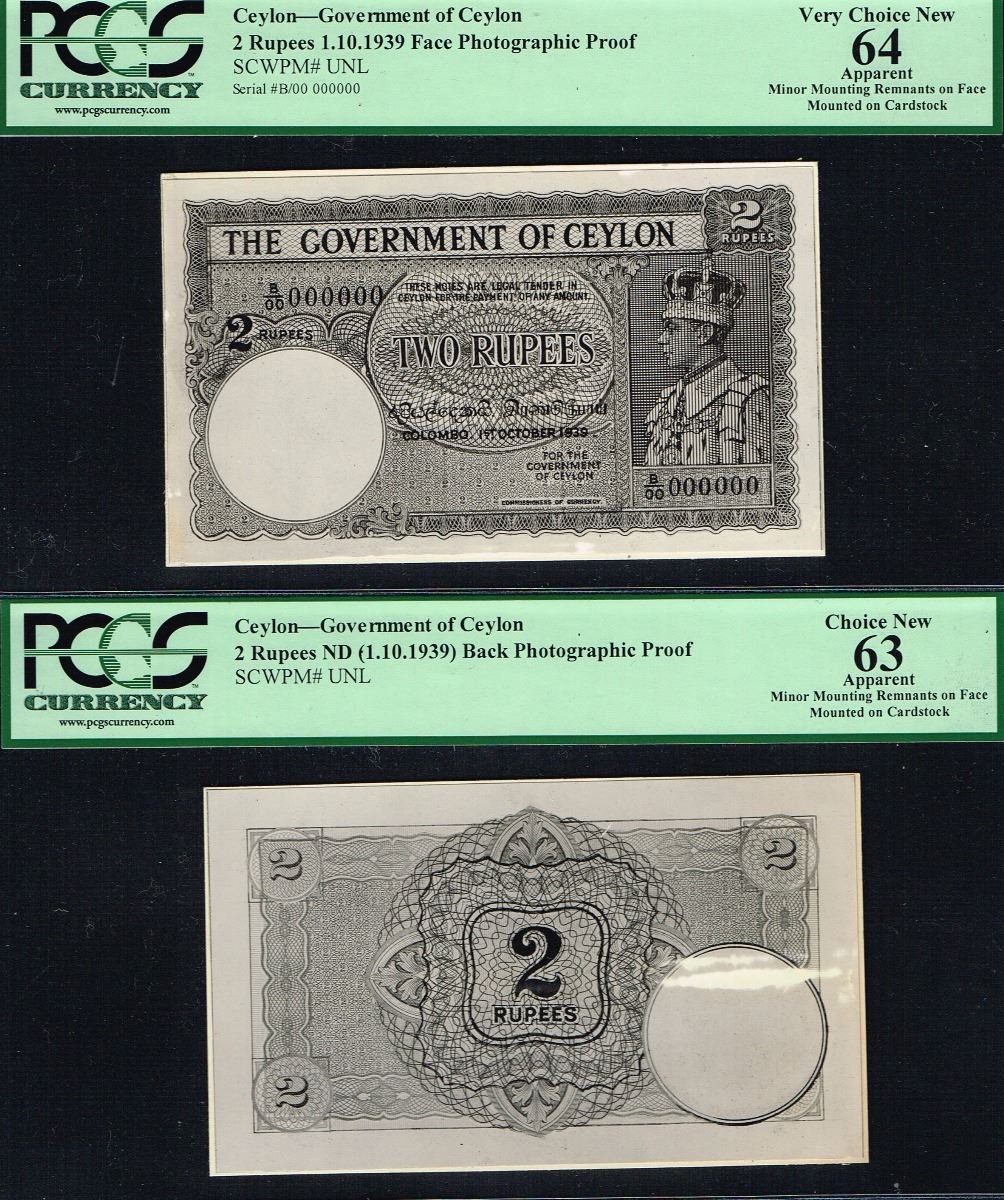 PCGS
CURRENCY
www.pcgscurrency.com
Ceylon—Government of Ceylon
2 Rupees 1.10.1939 Face Photographic Proof
SCWPM# UNL
Serial #B/00 000000
Very Choice New
64
Apparent
Minor Mounting Remnants on Face
Mounted on Cardstock
THE GOVERNMENT OF CEYLON
2
RUPEES
B/00 000000
THESE NOTES ARE LEGAL TENDER IN
CEYLON FOR THE PAYMENT OF ANY AMOUNT.
2 RUPEES
TWO RUPEES
COLOMBO, 1ST OCTOBER 1939
FOR THE
GOVERNMENT
OF CEYLON
COMMISSIONERS OF CURRENCY.
B/00 000000
PCGS
CURRENCY
www.pcgscurrency.com
Ceylon—Government of Ceylon
2 Rupees ND (1.10.1939) Back Photographic Proof
SCWPM# UNL
Choice New
63
Apparent
Minor Mounting Remnants on Face
Mounted on Cardstock
2
2
2
RUPEES
2